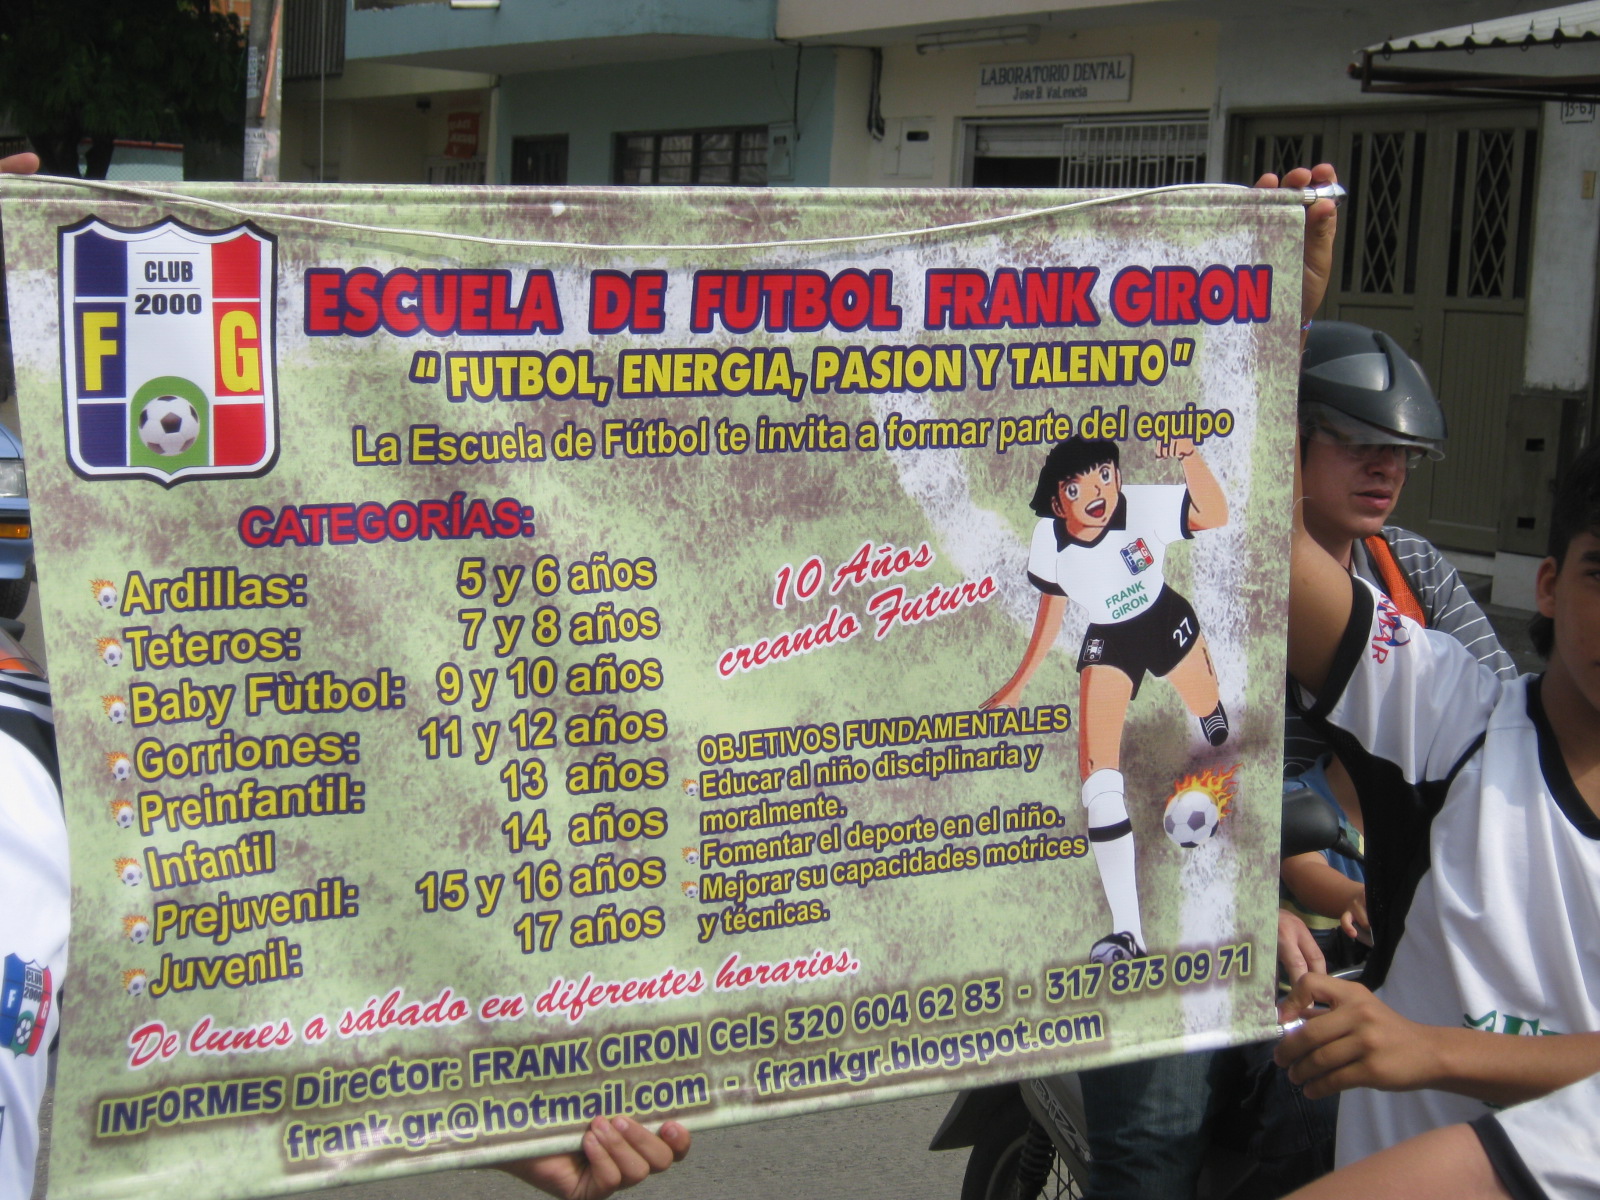 LABORATORIO DENTAL
Jose B. Valencia
93-63
CLUB
2000
F G
ESCUELA DE FUTBOL FRANK GIRON
“ FUTBOL, ENERGIA, PASION Y TALENTO ”
La Escuela de Fútbol te invita a formar parte del equipo
CATEGORÍAS:
Ardillas: 5 y 6 años
Teteros: 7 y 8 años
Baby Fùtbol: 9 y 10 años
Gorriones: 11 y 12 años
Preinfantil: 13 años
Infantil 14 años
Prejuvenil: 15 y 16 años
Juvenil: 17 años
10 Años
creando Futuro
FRANK
GIRON
27
OBJETIVOS FUNDAMENTALES
Educar al niño disciplinaria y
moralmente.
Fomentar el deporte en el niño.
Mejorar su capacidades motrices
y técnicas.
De lunes a sábado en diferentes horarios.
INFORMES Director: FRANK GIRON Cels 320 604 62 83 - 317 873 09 71
frank.gr@hotmail.com - frankgr.blogspot.com
CLUB
2000
F G